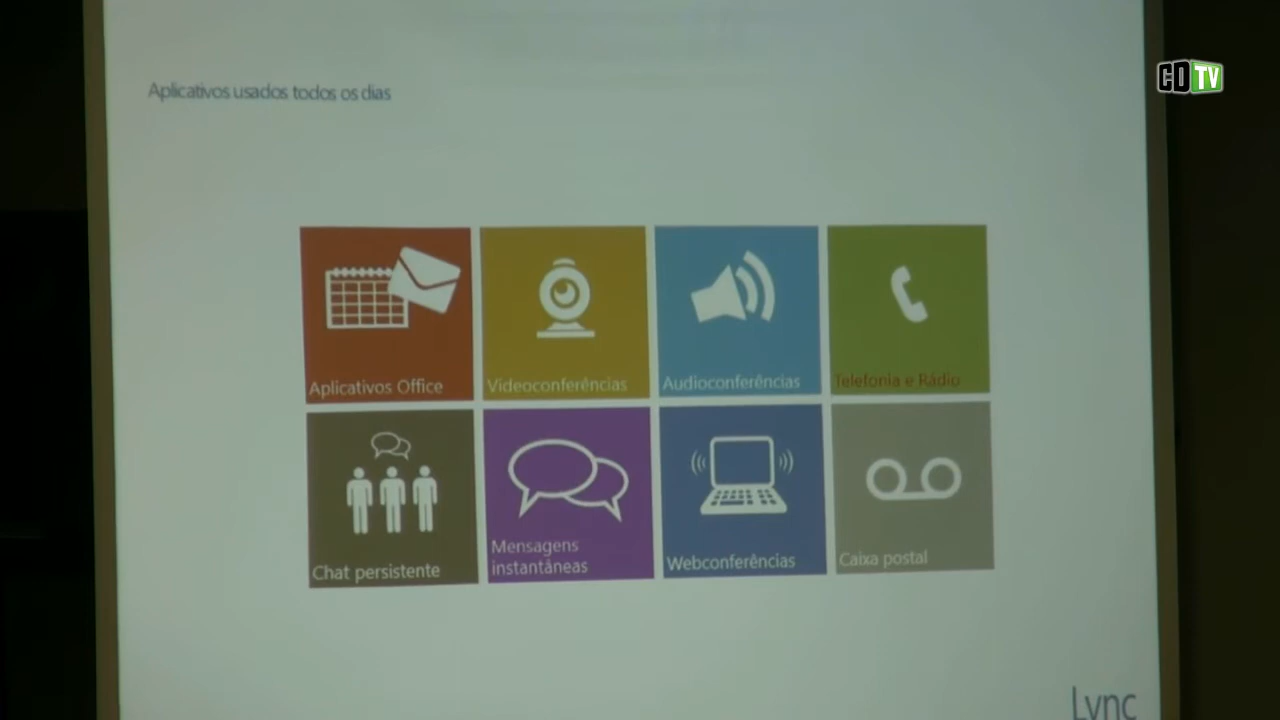 CDTV
Aplicativos usados todos os dias
Aplicativos Office
Videoconferências
Audioconferências
Telefonia e Rádio
Chat persistente
Mensagens
instantâneas
Webconferências
Caixa postal
Lync